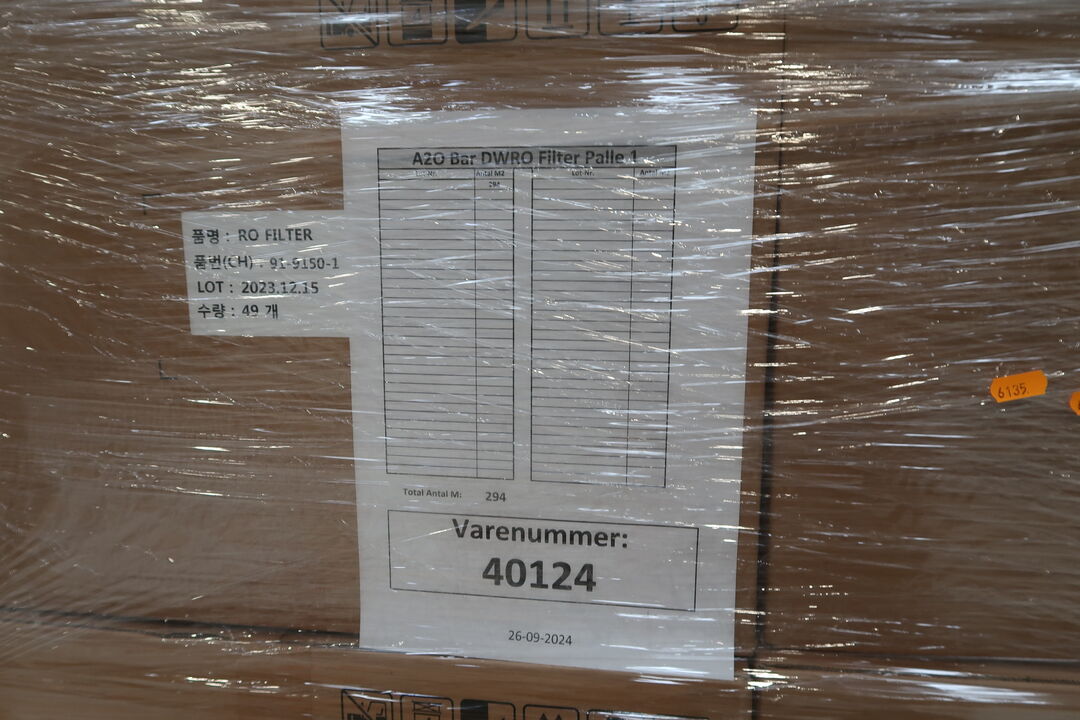 A2O Bar DWRO Filter Palle 1
Lot-Nr. Antal M2 Lot-Nr. Antal
294
품명 : RO FILTER
품번(CH) : 91-9150-1
LOT : 2023.12.15
수량 : 49 개
Total Antal M: 294
Varenummer:
40124
26-09-2024
6135